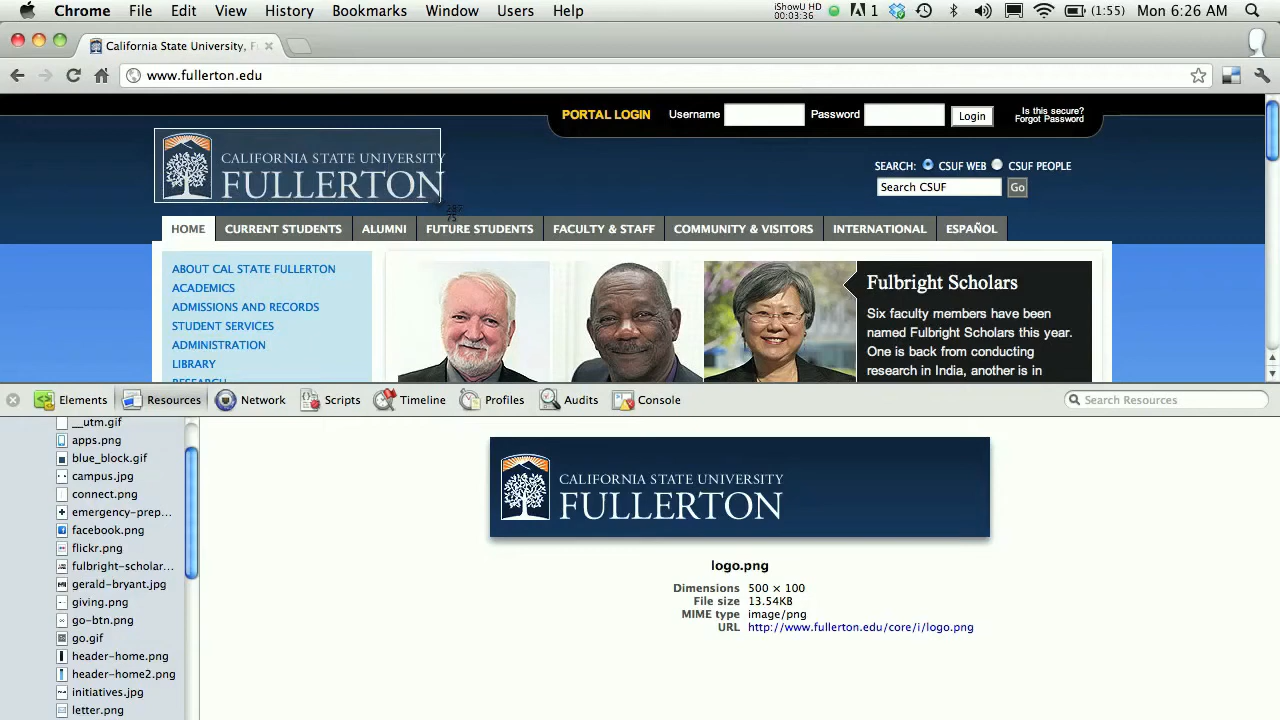 Chrome File Edit View History Bookmarks Window Users Help
iShowU HD
00:03:36
1
(1:55) Mon 6:26 AM
California State University, F
www.fullerton.edu
PORTAL LOGIN Username Password Login
Is this secure?
Forgot Password
CALIFORNIA STATE UNIVERSITY
FULLERTON
SEARCH: CSUF WEB CSUF PEOPLE
Search CSUF Go
HOME CURRENT STUDENTS ALUMNI FUTURE STUDENTS FACULTY & STAFF COMMUNITY & VISITORS INTERNATIONAL ESPAÑOL
ABOUT CAL STATE FULLERTON
ACADEMICS
ADMISSIONS AND RECORDS
STUDENT SERVICES
ADMINISTRATION
LIBRARY
RESEARCH
Fulbright Scholars
Six faculty members have been
named Fulbright Scholars this year.
One is back from conducting
research in India, another is in
Elements Resources Network Scripts Timeline Profiles Audits Console
Search Resources
__utm.gif
apps.png
blue_block.gif
campus.jpg
connect.png
emergency-prep...
facebook.png
flickr.png
fulbright-scholar...
gerald-bryant.jpg
giving.png
go-btn.png
go.gif
header-home.png
header-home2.png
initiatives.jpg
letter.png
CALIFORNIA STATE UNIVERSITY
FULLERTON
logo.png
Dimensions 500 × 100
File size 13.54KB
MIME type image/png
URL http://www.fullerton.edu/core/i/logo.png